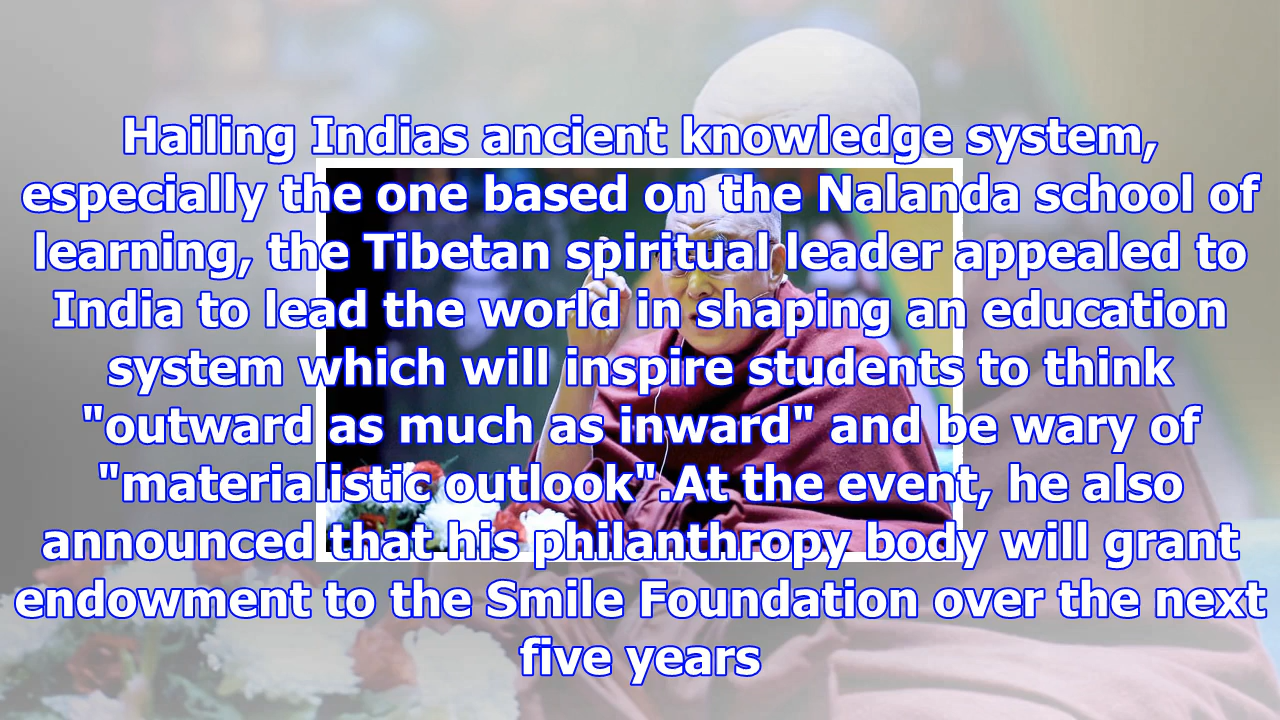 Hailing Indias ancient knowledge system,
especially the one based on the Nalanda school of
learning, the Tibetan spiritual leader appealed to
India to lead the world in shaping an education
system which will inspire students to think
"outward as much as inward" and be wary of
"materialistic outlook".At the event, he also
announced that his philanthropy body will grant
endowment to the Smile Foundation over the next
five years